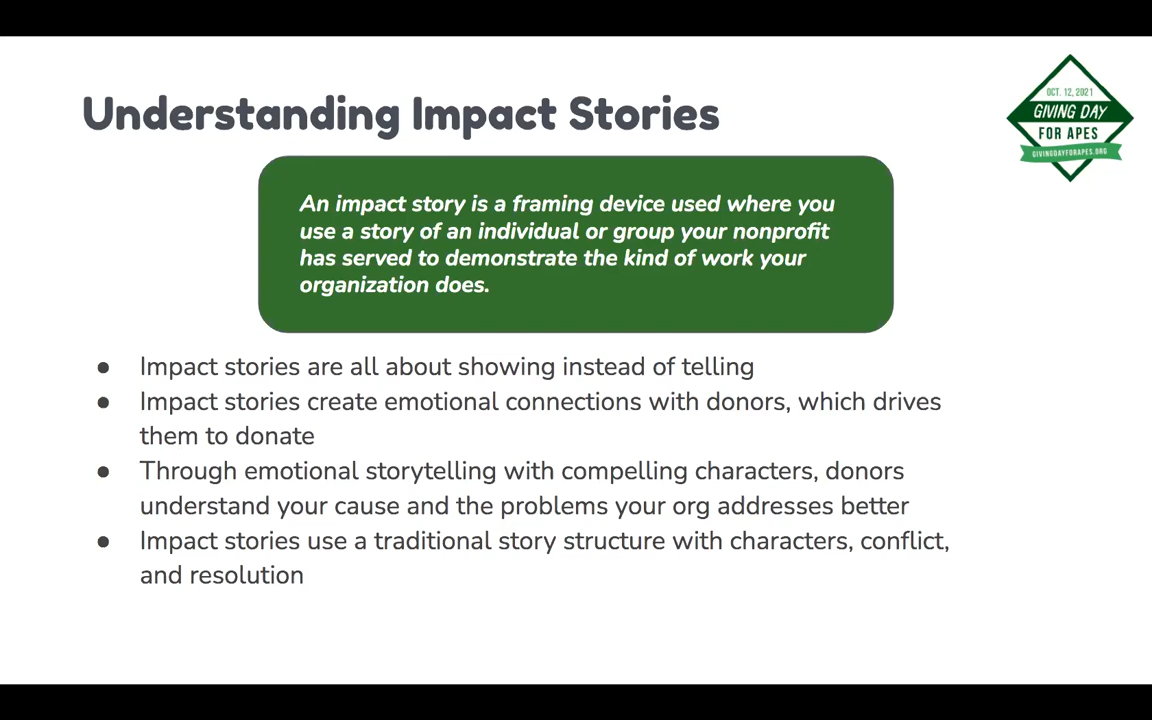 Understanding Impact Stories
OCT. 12, 2021
GIVING DAY
FOR APES
GIVINGDAYFORAPES.ORG
An impact story is a framing device used where you
use a story of an individual or group your nonprofit
has served to demonstrate the kind of work your
organization does.
● Impact stories are all about showing instead of telling
● Impact stories create emotional connections with donors, which drives
them to donate
● Through emotional storytelling with compelling characters, donors
understand your cause and the problems your org addresses better
● Impact stories use a traditional story structure with characters, conflict,
and resolution